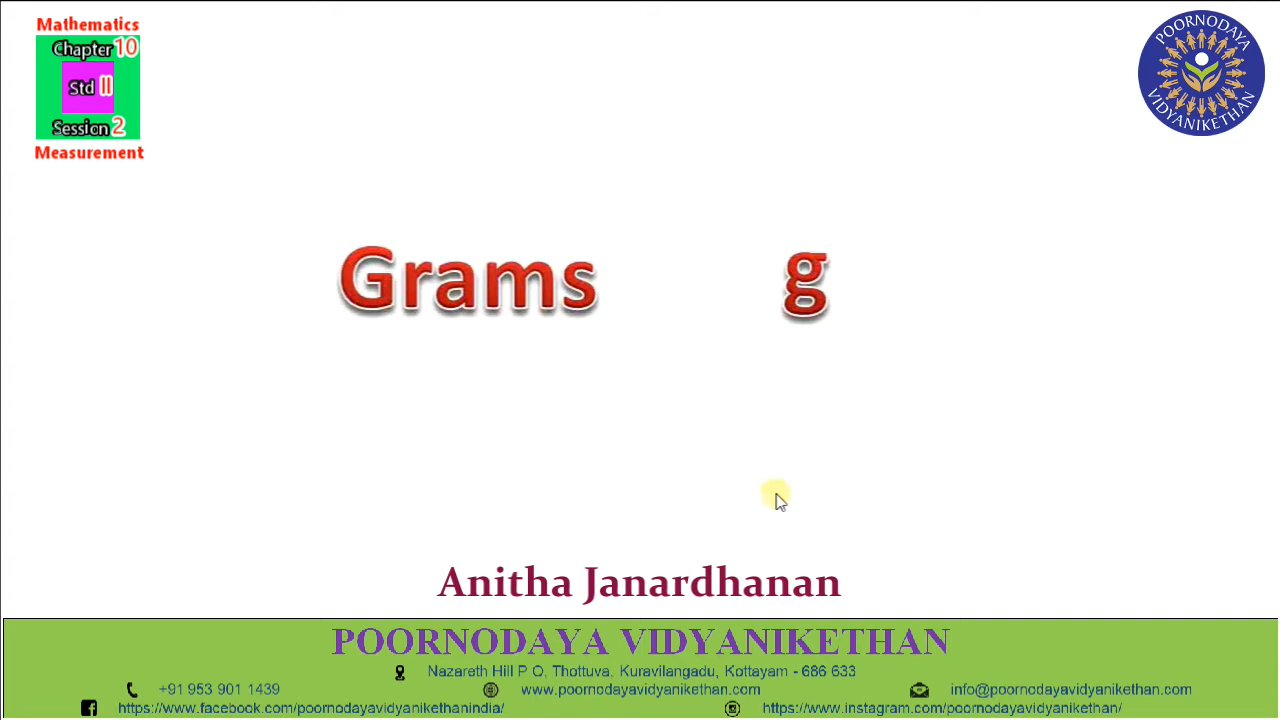 Mathematics
Chapter 10
Std II
Session 2
Measurement
POORNODAYA
VIDYANIKETHAN
Grams g
Anitha Janardhanan
POORNODAYA VIDYANIKETHAN
Nazareth Hill P O, Thottuva, Kuravilangadu, Kottayam - 686 633
+91 953 901 1439 www.poornodayavidyanikethan.com info@poornodayavidyanikethan.com
https://www.facebook.com/poornodayavidyanikethanindia/ https://www.instagram.com/poornodayavidyanikethan/